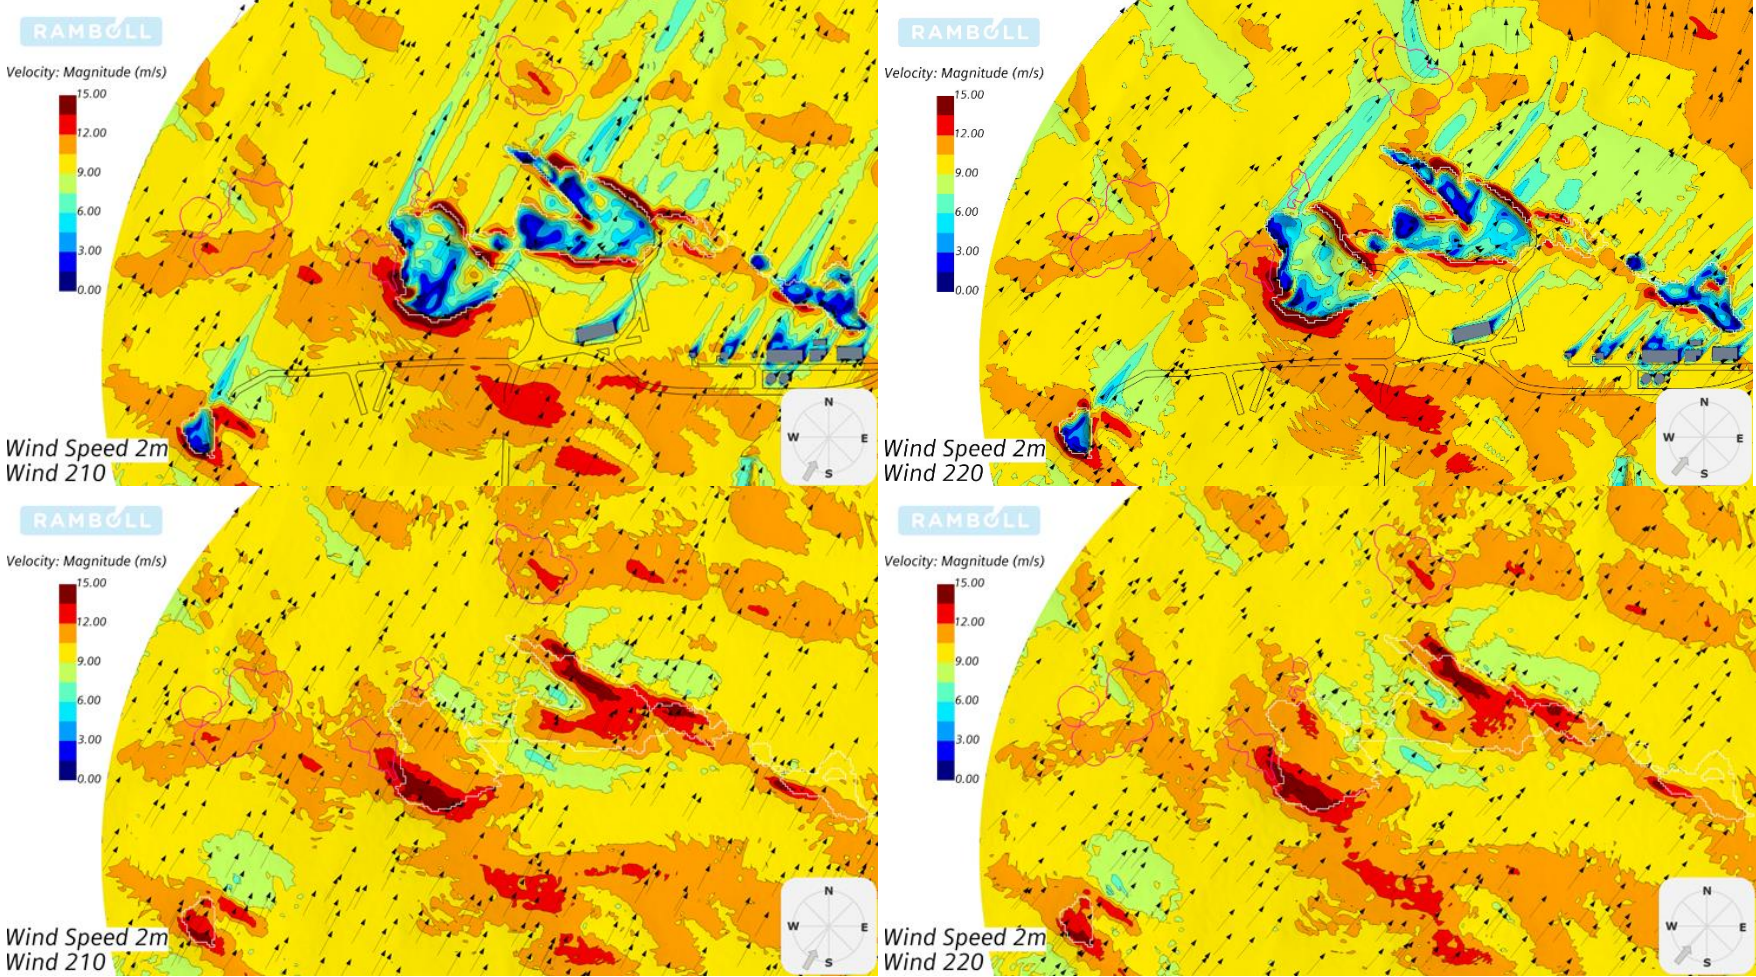 RAMBOLL
Velocity: Magnitude (m/s)
15.00
12.00
9.00
6.00
3.00
0.00
N
W E
S
Wind Speed 2m
Wind 210
RAMBOLL
Velocity: Magnitude (m/s)
15.00
12.00
9.00
6.00
3.00
0.00
N
W E
S
Wind Speed 2m
Wind 220
RAMBOLL
Velocity: Magnitude (m/s)
15.00
12.00
9.00
6.00
3.00
0.00
N
W E
S
Wind Speed 2m
Wind 210
RAMBOLL
Velocity: Magnitude (m/s)
15.00
12.00
9.00
6.00
3.00
0.00
N
W E
S
Wind Speed 2m
Wind 220